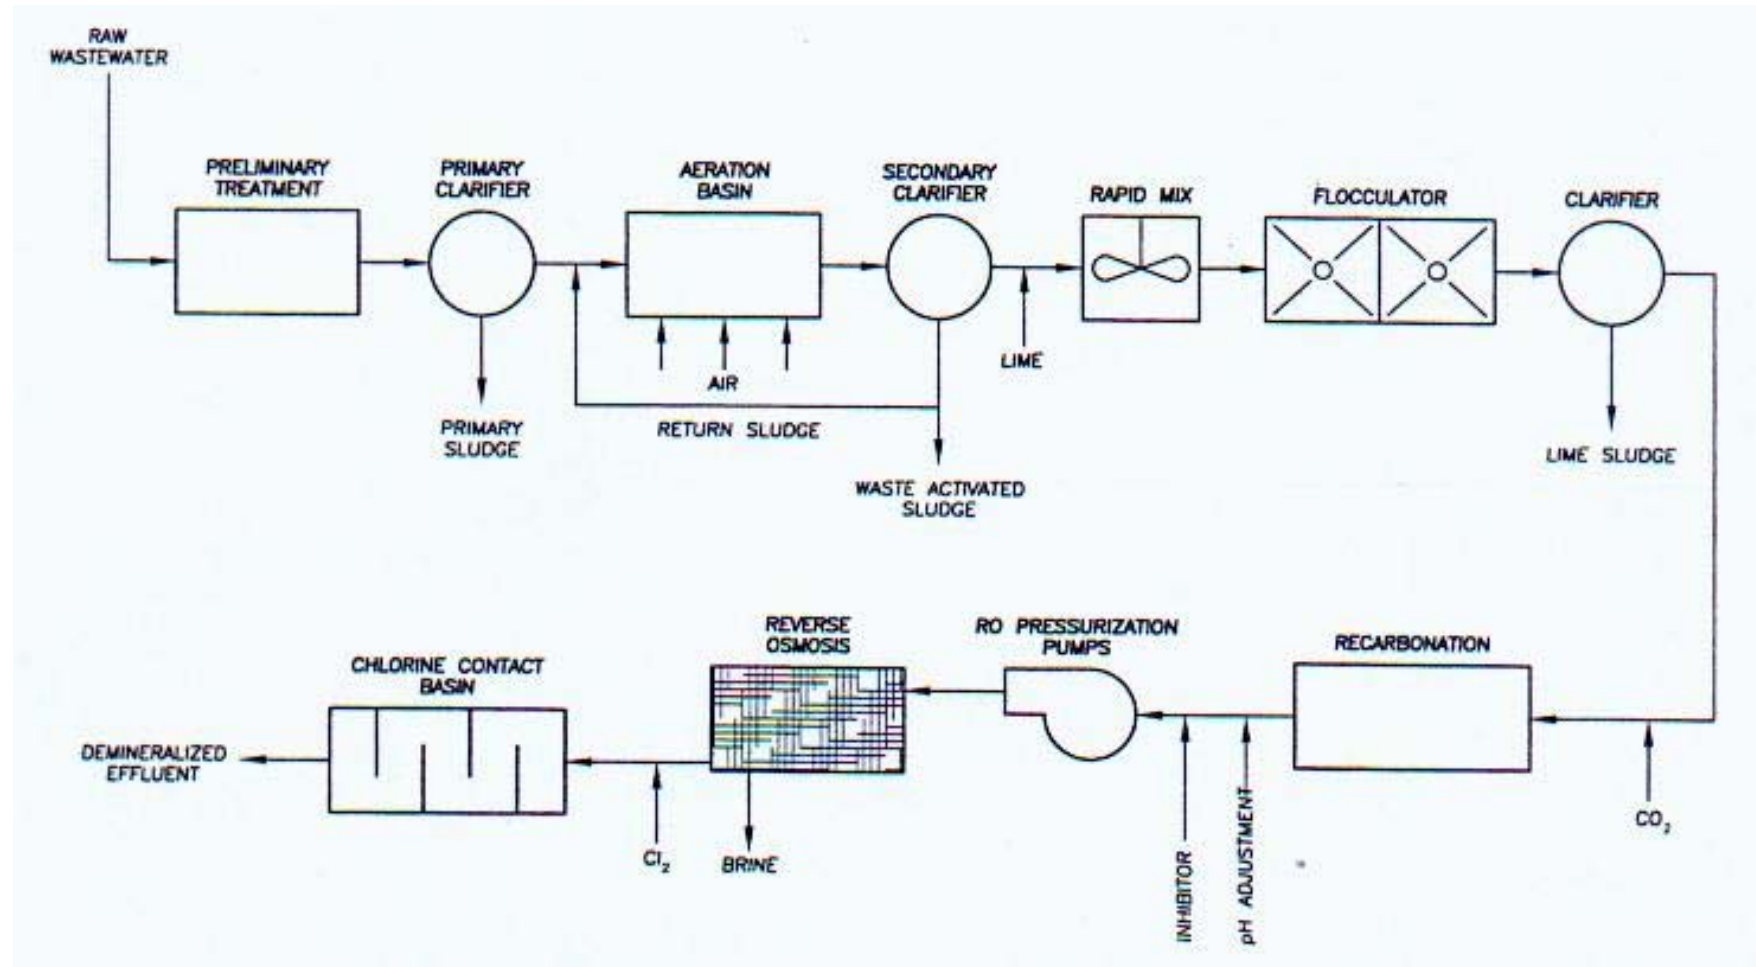 RAW
WASTEWATER
PRELIMINARY
TREATMENT
PRIMARY
CLARIFIER
AERATION
BASIN
SECONDARY
CLARIFIER
RAPID MIX
FLOCCULATOR
CLARIFIER
LIME
AIR
RETURN SLUDGE
PRIMARY
SLUDGE
WASTE ACTIVATED
SLUDGE
LIME SLUDGE
REVERSE
OSMOSIS
RO PRESSURIZATION
PUMPS
RECARBONATION
CHLORINE CONTACT
BASIN
DEMINERALIZED
EFFLUENT
Cl₂
BRINE
INHIBITOR
pH ADJUSTMENT
CO₂